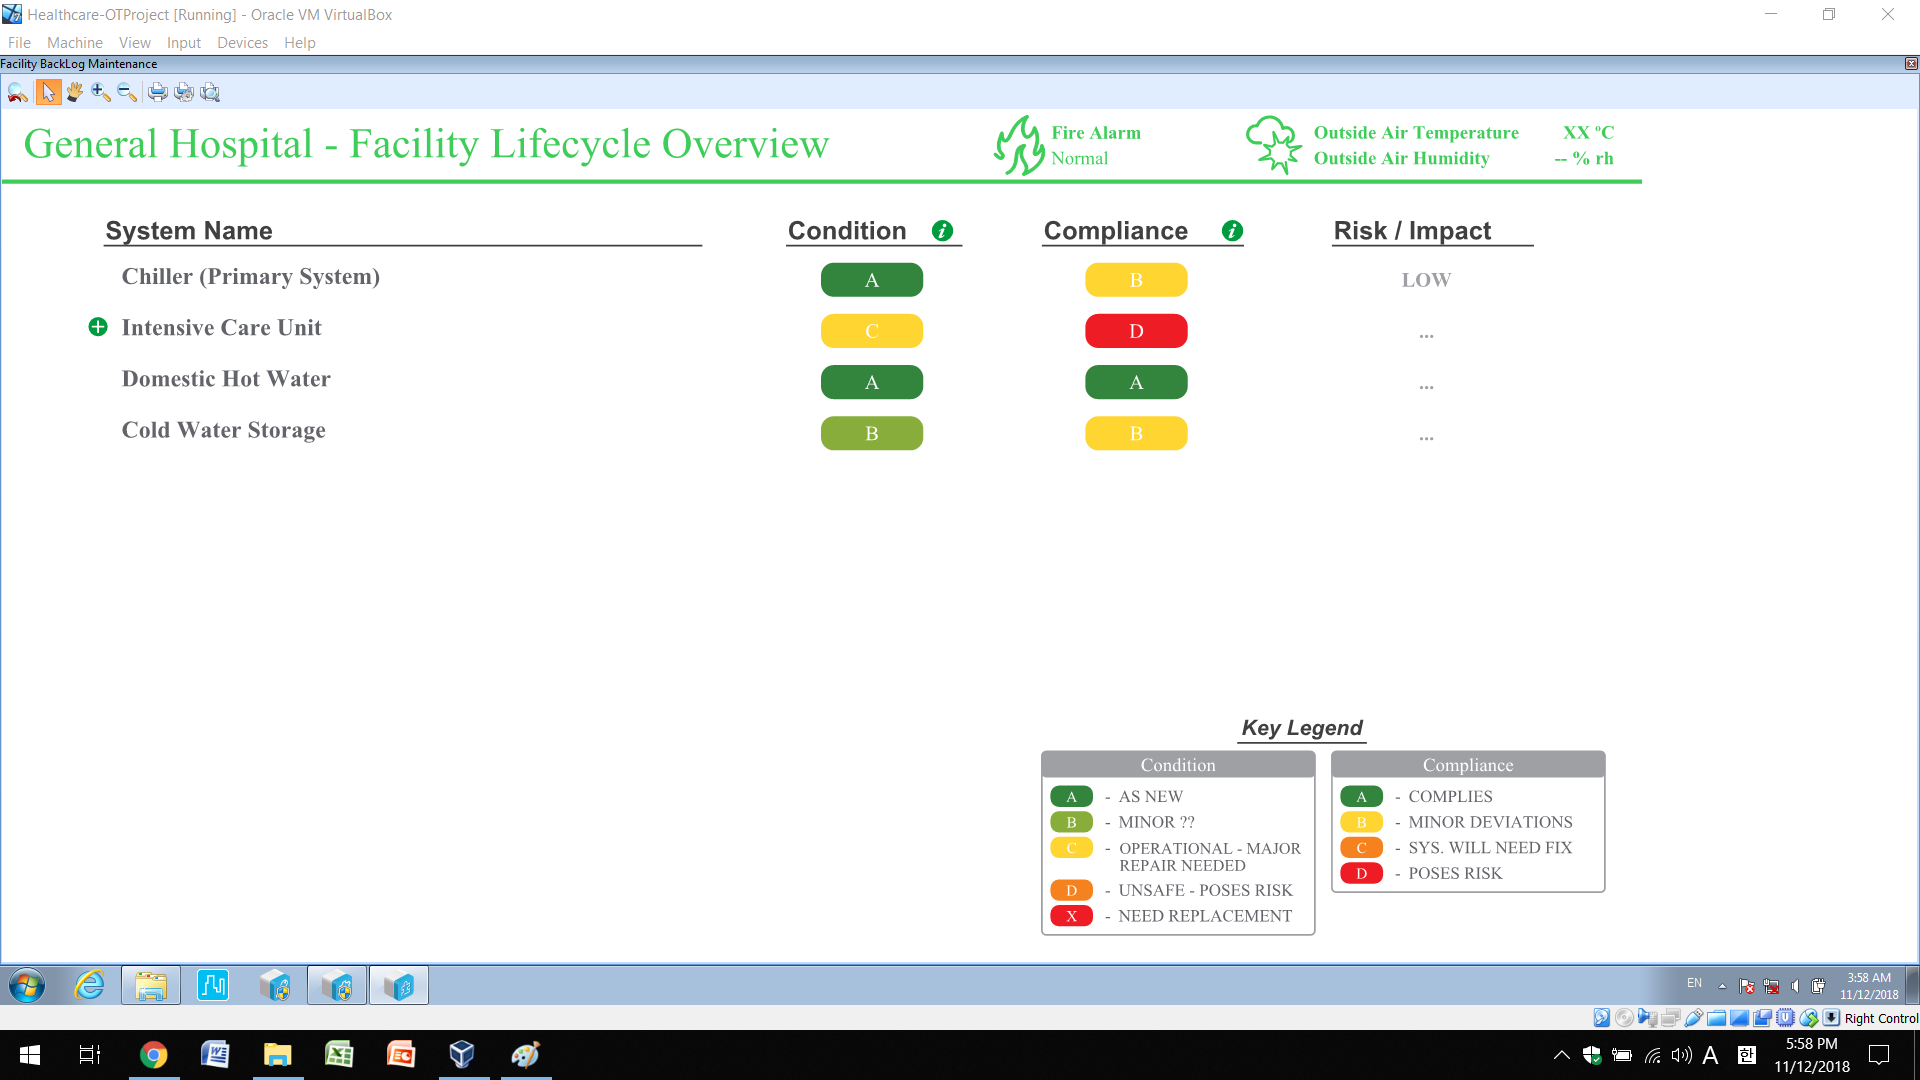 Healthcare-OTProject [Running] - Oracle VM VirtualBox
File Machine View Input Devices Help
Facility BackLog Maintenance
General Hospital - Facility Lifecycle Overview
Fire Alarm
Normal
Outside Air Temperature XX °C
Outside Air Humidity -- % rh
System Name Condition i Compliance i Risk / Impact
Chiller (Primary System) A B LOW
Intensive Care Unit C D ...
Domestic Hot Water A A ...
Cold Water Storage B B ...
Key Legend
Condition
A - AS NEW
B - MINOR ??
C - OPERATIONAL - MAJOR
REPAIR NEEDED
D - UNSAFE - POSES RISK
X - NEED REPLACEMENT
Compliance
A - COMPLIES
B - MINOR DEVIATIONS
C - SYS. WILL NEED FIX
D - POSES RISK
EN
3:58 AM
11/12/2018
Right Control
A 한
5:58 PM
11/12/2018